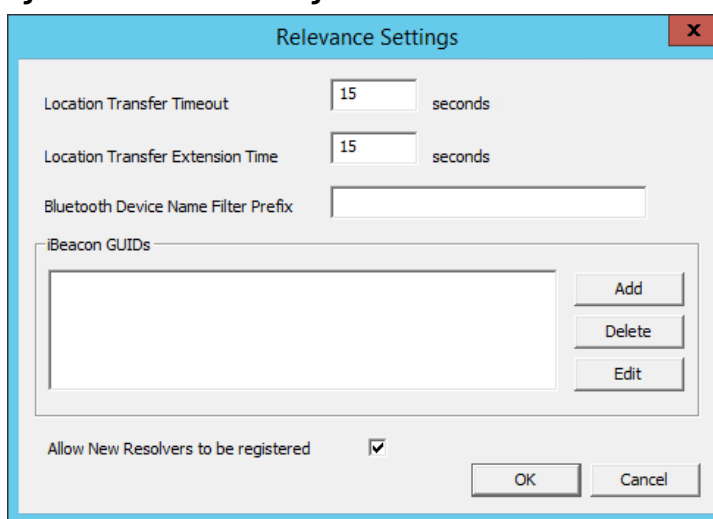 Relevance Settings
x
Location Transfer Timeout 15 seconds
Location Transfer Extension Time 15 seconds
Bluetooth Device Name Filter Prefix
iBeacon GUIDs
Add
Delete
Edit
Allow New Resolvers to be registered
OK Cancel